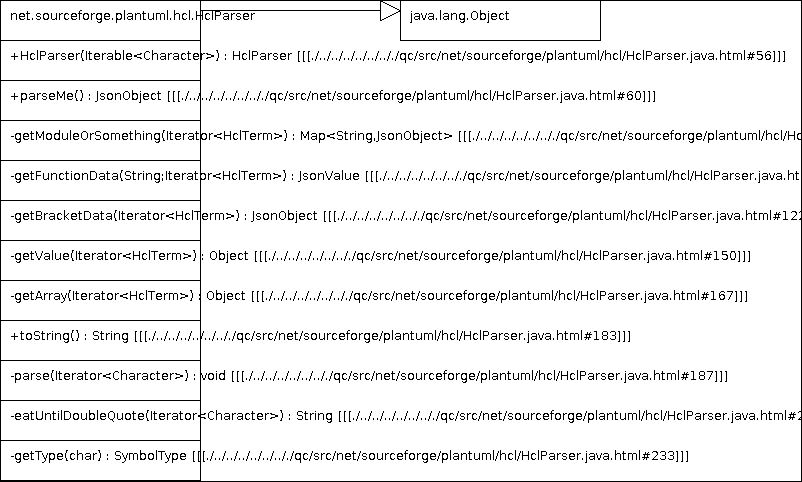 net.sourceforge.plantuml.hcl.HclParser java.lang.Object
+HclParser(Iterable<Character>) : HclParser [[[./../../../../../../../qc/src/net/sourceforge/plantuml/hcl/HclParser.java.html#56]]]
+parseMe() : JsonObject [[[./../../../../../../../qc/src/net/sourceforge/plantuml/hcl/HclParser.java.html#60]]]
-getModuleOrSomething(Iterator<HclTerm>) : Map<String,JsonObject> [[[./../../../../../../../qc/src/net/sourceforge/plantuml/hcl/Hc
-getFunctionData(String;Iterator<HclTerm>) : JsonValue [[[./../../../../../../../qc/src/net/sourceforge/plantuml/hcl/HclParser.java.ht
-getBracketData(Iterator<HclTerm>) : JsonObject [[[./../../../../../../../qc/src/net/sourceforge/plantuml/hcl/HclParser.java.html#122
-getValue(Iterator<HclTerm>) : Object [[[./../../../../../../../qc/src/net/sourceforge/plantuml/hcl/HclParser.java.html#150]]]
-getArray(Iterator<HclTerm>) : Object [[[./../../../../../../../qc/src/net/sourceforge/plantuml/hcl/HclParser.java.html#167]]]
+toString() : String [[[./../../../../../../../qc/src/net/sourceforge/plantuml/hcl/HclParser.java.html#183]]]
-parse(Iterator<Character>) : void [[[./../../../../../../../qc/src/net/sourceforge/plantuml/hcl/HclParser.java.html#187]]]
-eatUntilDoubleQuote(Iterator<Character>) : String [[[./../../../../../../../qc/src/net/sourceforge/plantuml/hcl/HclParser.java.html#2
-getType(char) : SymbolType [[[./../../../../../../../qc/src/net/sourceforge/plantuml/hcl/HclParser.java.html#233]]]